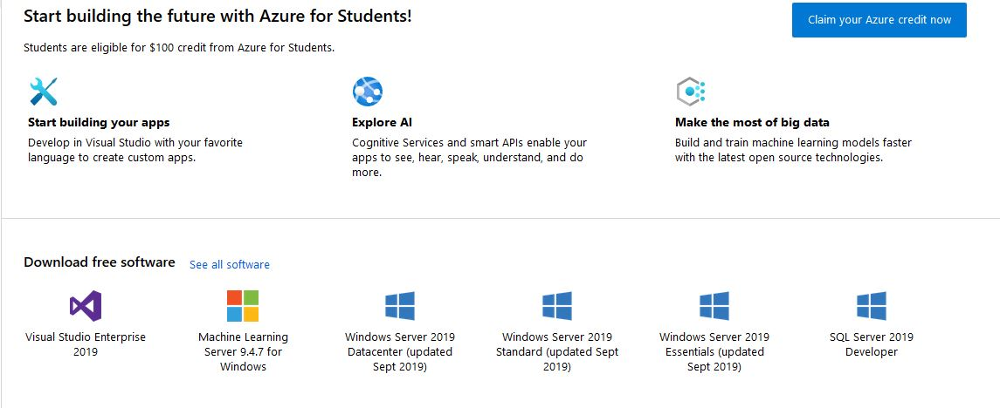 Start building the future with Azure for Students!
Claim your Azure credit now
Students are eligible for $100 credit from Azure for Students.
Start building your apps
Develop in Visual Studio with your favorite
language to create custom apps.
Explore AI
Cognitive Services and smart APIs enable your
apps to see, hear, speak, understand, and do
more.
Make the most of big data
Build and train machine learning models faster
with the latest open source technologies.
Download free software
See all software
Visual Studio Enterprise
2019
Machine Learning
Server 9.4.7 for
Windows
Windows Server 2019
Datacenter (updated
Sept 2019)
Windows Server 2019
Standard (updated Sept
2019)
Windows Server 2019
Essentials (updated
Sept 2019)
SQL Server 2019
Developer